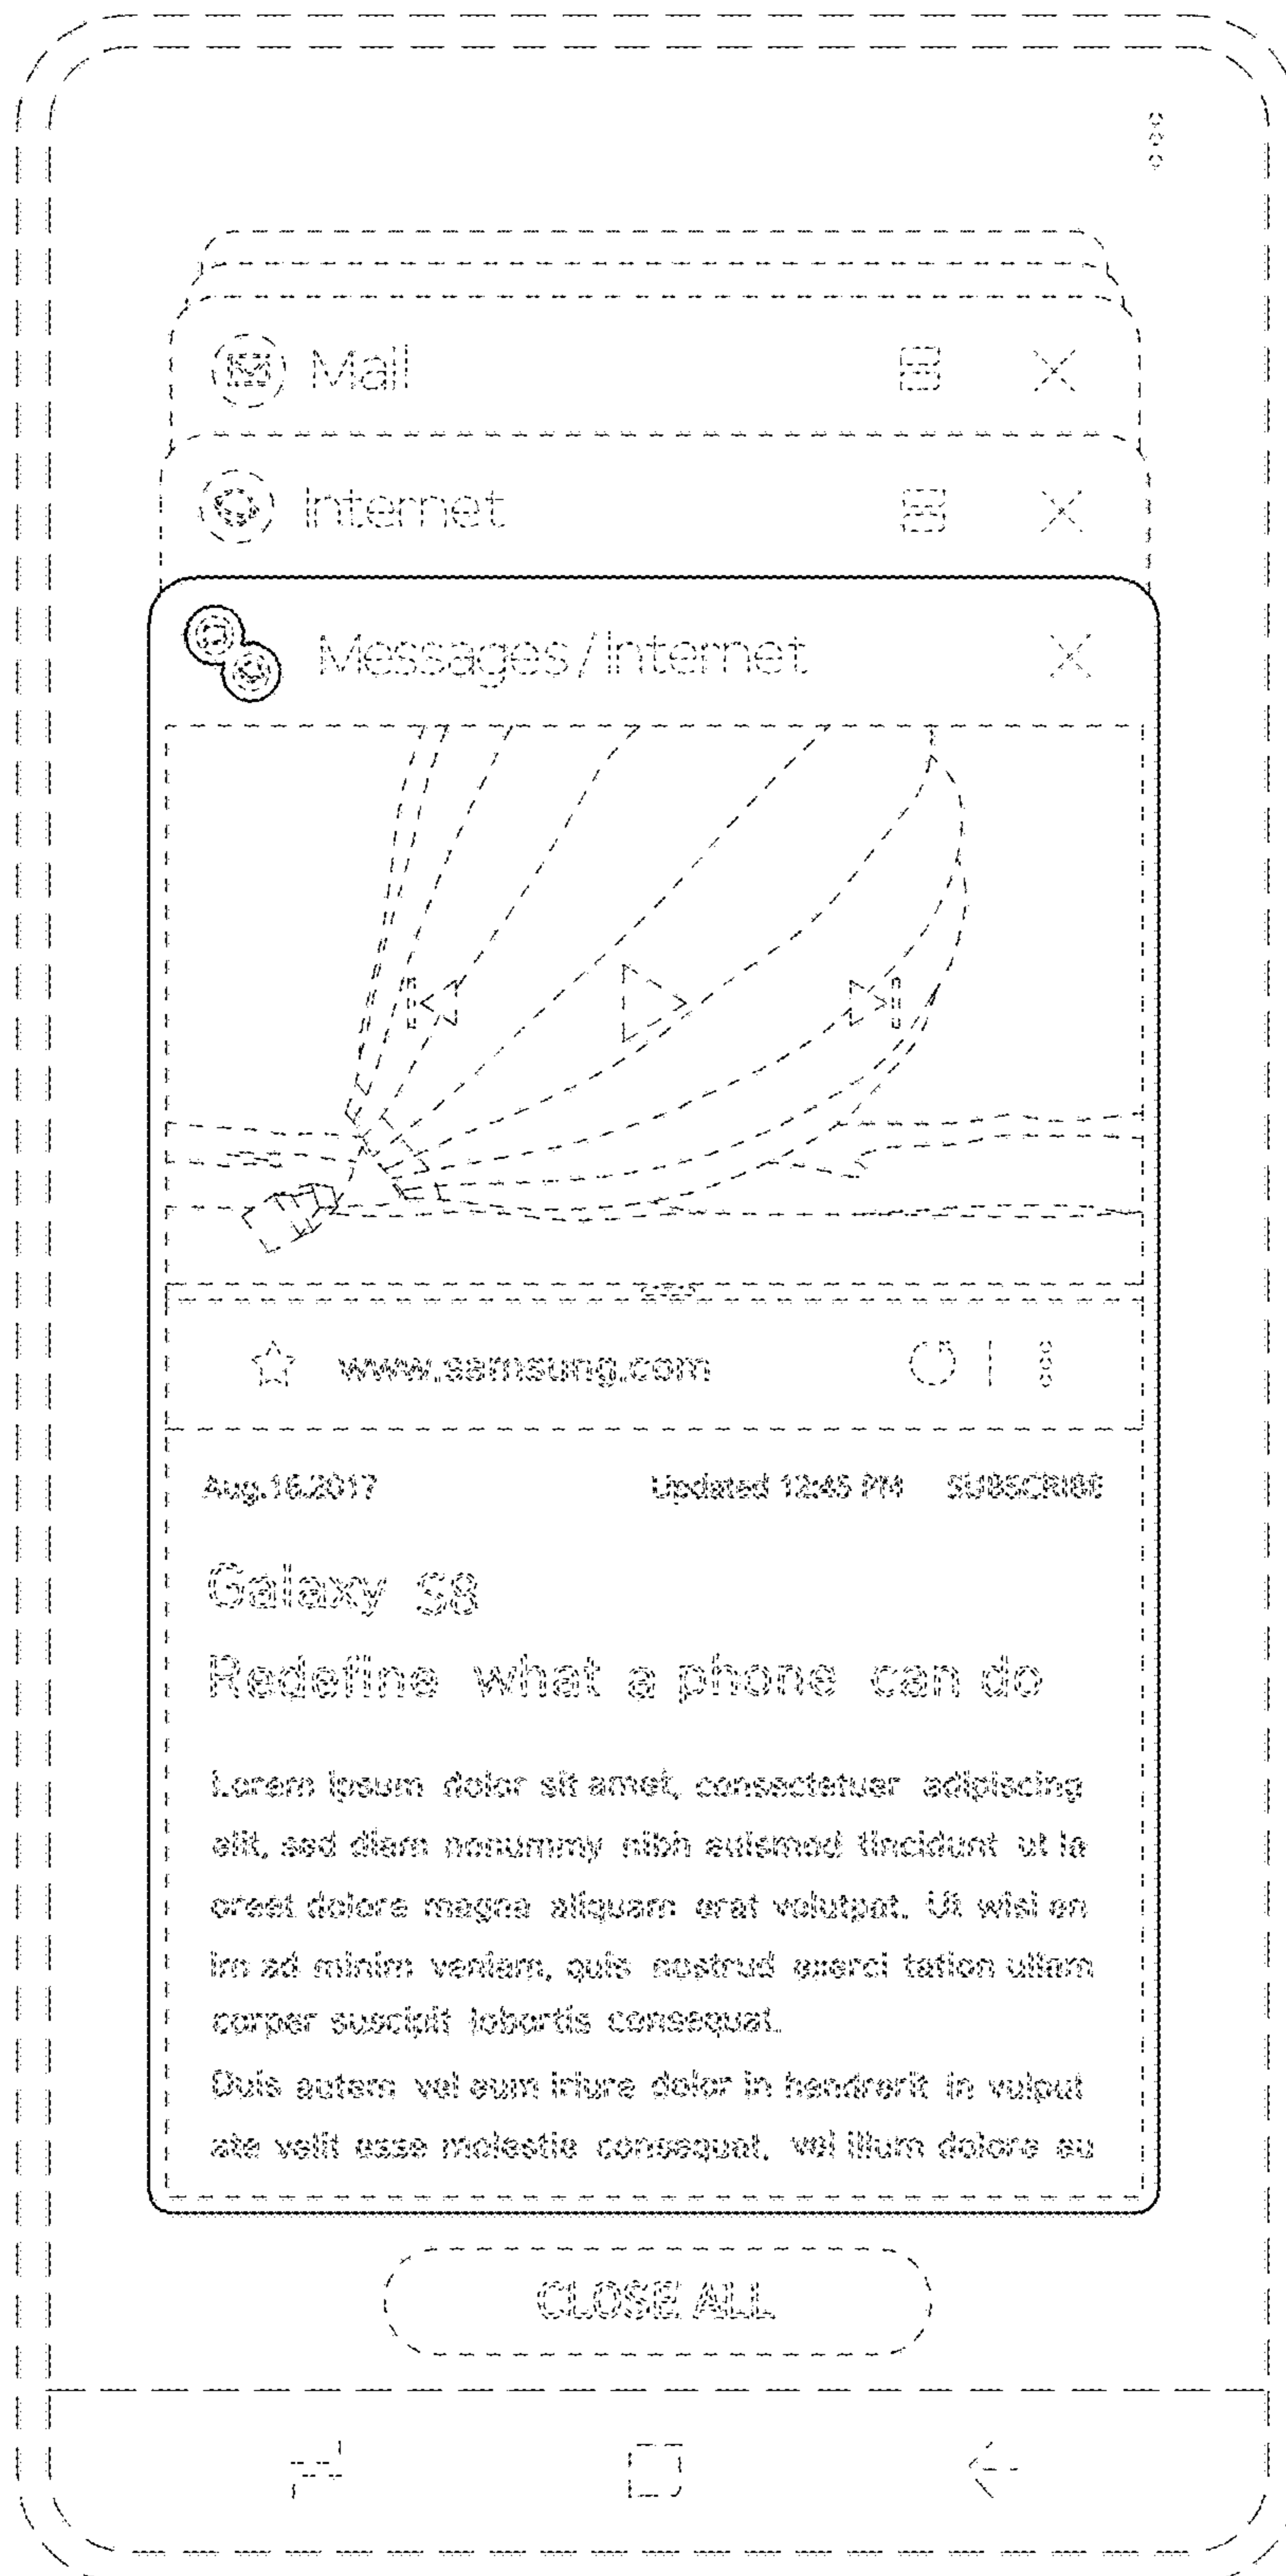 Mail
Internet
Messages/Internet
www.samsung.com
Aug.16.2017 Updated 12:45 PM SUBSCRIBE
Galaxy S8
Redefine what a phone can do
Lorem ipsum dolor sit amet, consectetuer adipiscing
elit, sed diam nonummy nibh euismod tincidunt ut la
oreet dolore magna aliquam erat volutpat. Ut wisi en
im ad minim veniam, quis nostrud exerci tation ullam
corper suscipit lobortis consequat.
Duis autem vel eum iriure dolor in hendrerit in vulput
ate velit esse molestie consequat, vel illum dolore eu
CLOSE ALL